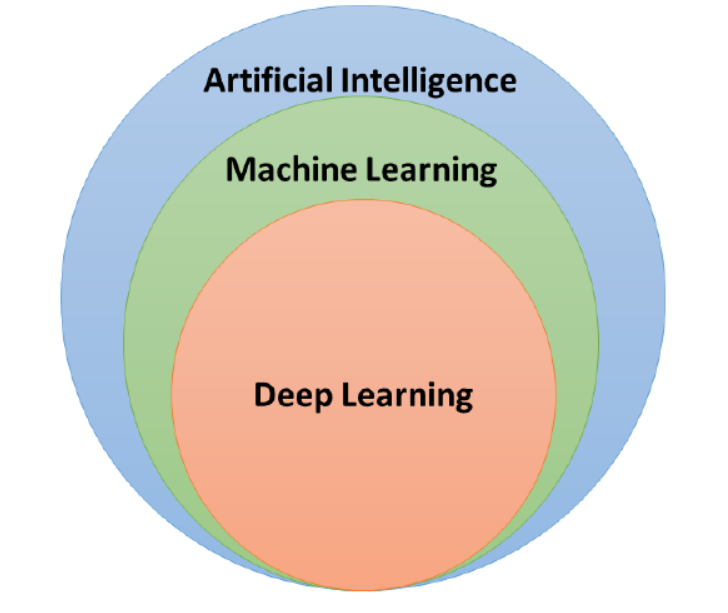 Artificial Intelligence
Machine Learning
Deep Learning